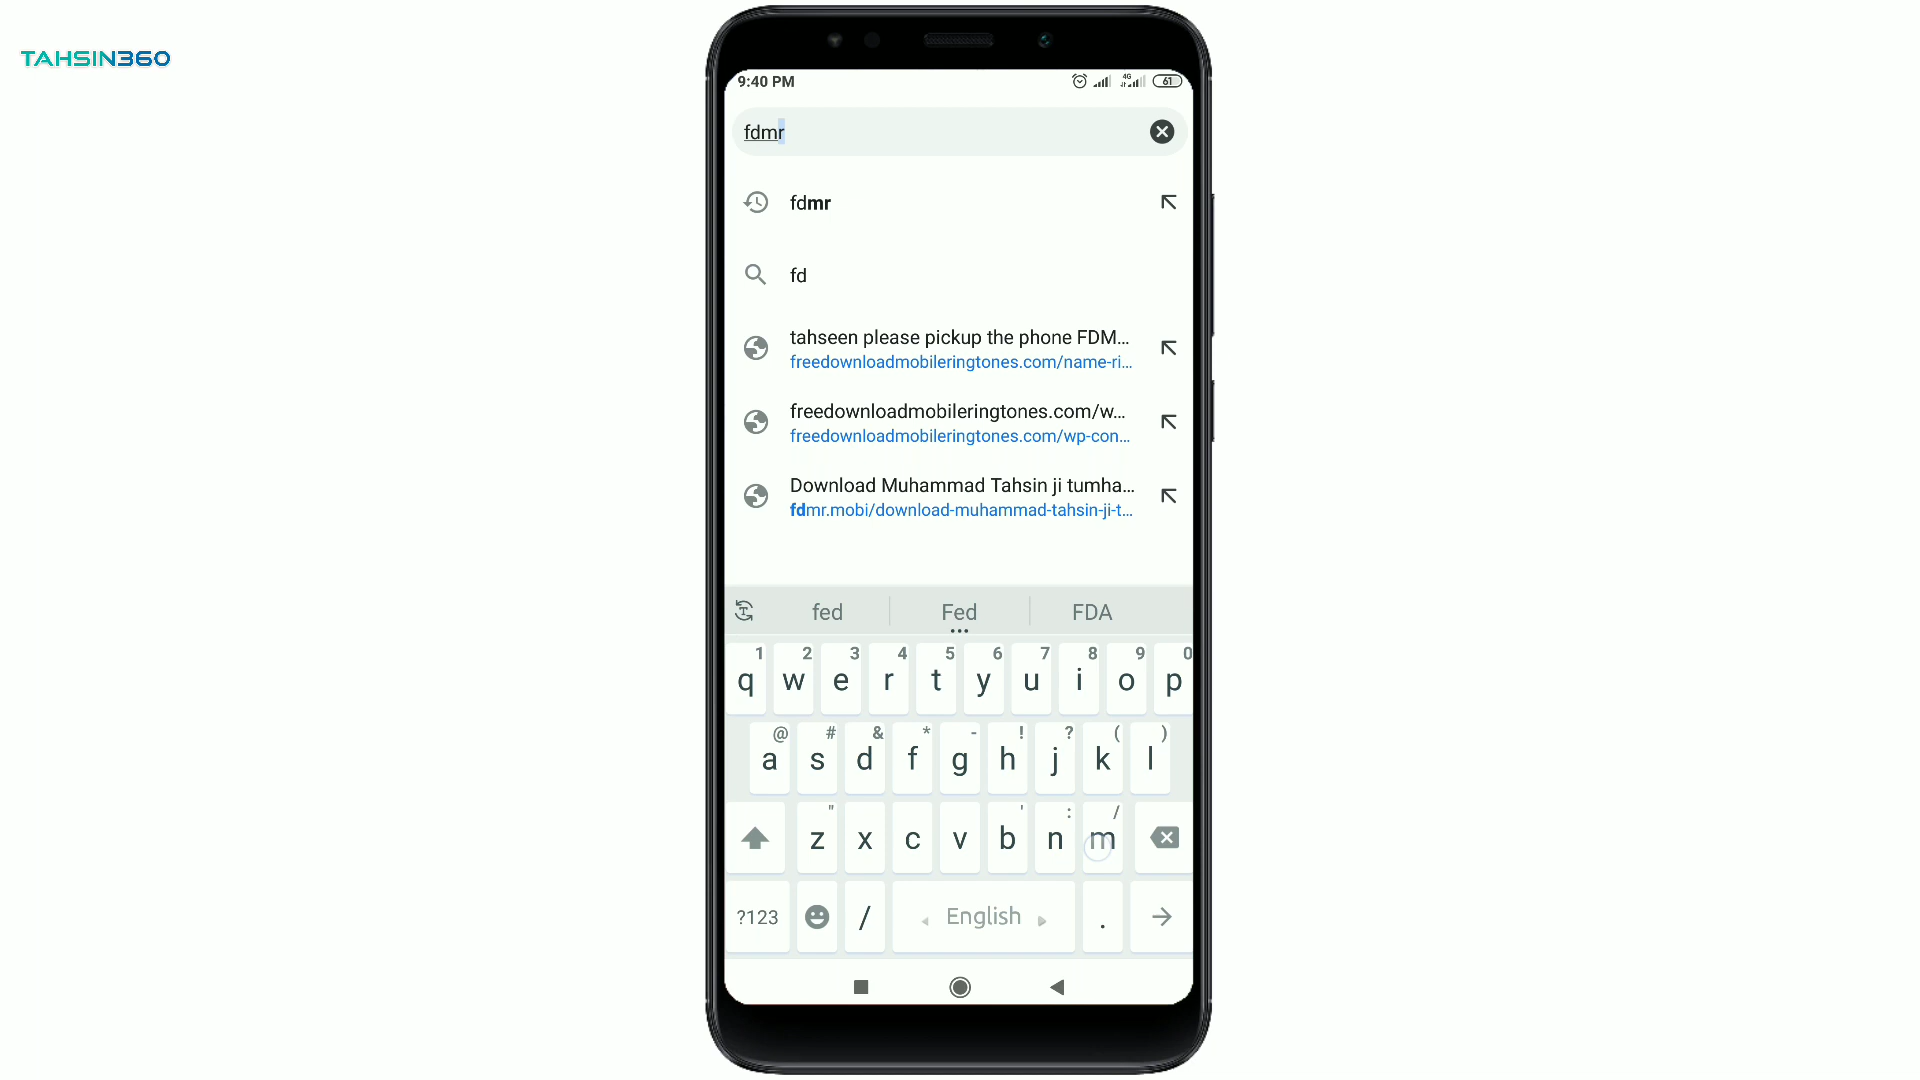 TAHSIN360
9:40 PM
4G
61
fdmr
fdmr
fd
tahseen please pickup the phone FDM...
freedownloadmobileringtones.com/name-ri...
freedownloadmobileringtones.com/w...
freedownloadmobileringtones.com/wp-con...
Download Muhammad Tahsin ji tumha...
fdmr.mobi/download-muhammad-tahsin-ji-t...
fed Fed FDA
1 2 3 4 5 6 7 8 9 0
q w e r t y u i o p
@ # & * - ! ? ( )
a s d f g h j k l
" ' : /
z x c v b n m
?123 / English .